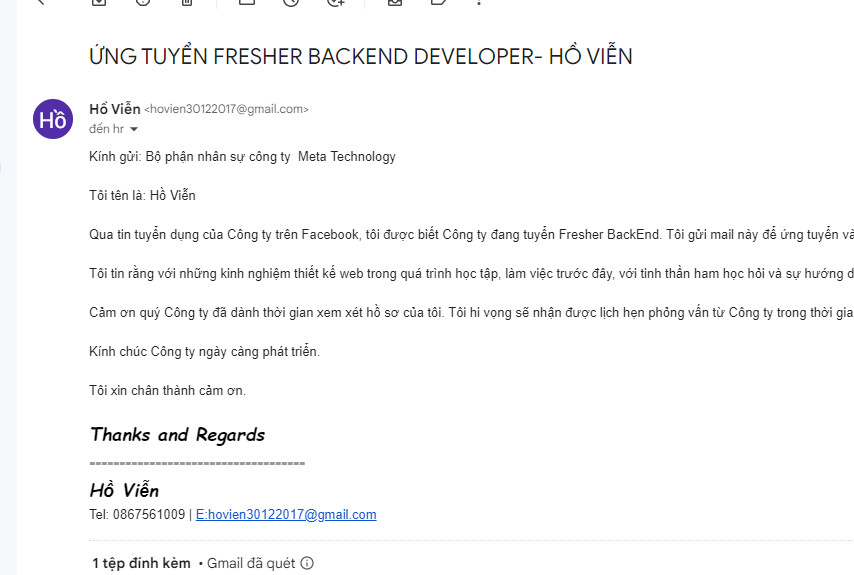 ỨNG TUYỂN FRESHER BACKEND DEVELOPER- HỒ VIỄN
Hồ
Hồ Viễn <hovien30122017@gmail.com>
đến hr
Kính gửi: Bộ phận nhân sự công ty  Meta Technology
Tôi tên là: Hồ Viễn
Qua tin tuyển dụng của Công ty trên Facebook, tôi được biết Công ty đang tuyển Fresher BackEnd. Tôi gửi mail này để ứng tuyển và
Tôi tin rằng với những kinh nghiệm thiết kế web trong quá trình học tập, làm việc trước đây, với tinh thần ham học hỏi và sự hướng
Cảm ơn quý Công ty đã dành thời gian xem xét hồ sơ của tôi. Tôi hi vọng sẽ nhận được lịch hẹn phỏng vấn từ Công ty trong thời
Kính chúc Công ty ngày càng phát triển.
Tôi xin chân thành cảm ơn.
Thanks and Regards
====================================
Hồ Viễn
Tel: 0867561009 | E:hovien30122017@gmail.com
1 tệp đính kèm • Gmail đã quét